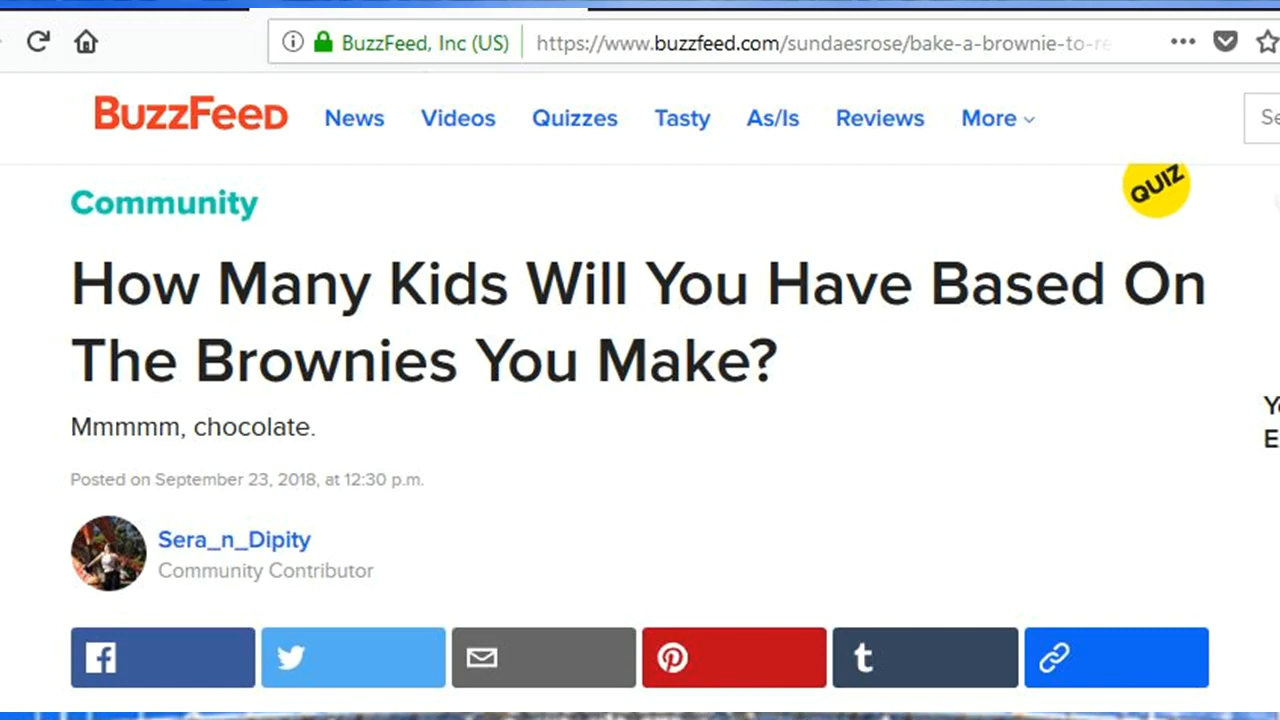 BuzzFeed, Inc (US) https://www.buzzfeed.com/sundaesrose/bake-a-brownie-to-re
BuzzFeed News Videos Quizzes Tasty As/Is Reviews More Se
Community
QUIZ
How Many Kids Will You Have Based On
The Brownies You Make?
Mmmmm, chocolate.
Posted on September 23, 2018, at 12:30 p.m.
Sera_n_Dipity
Community Contributor